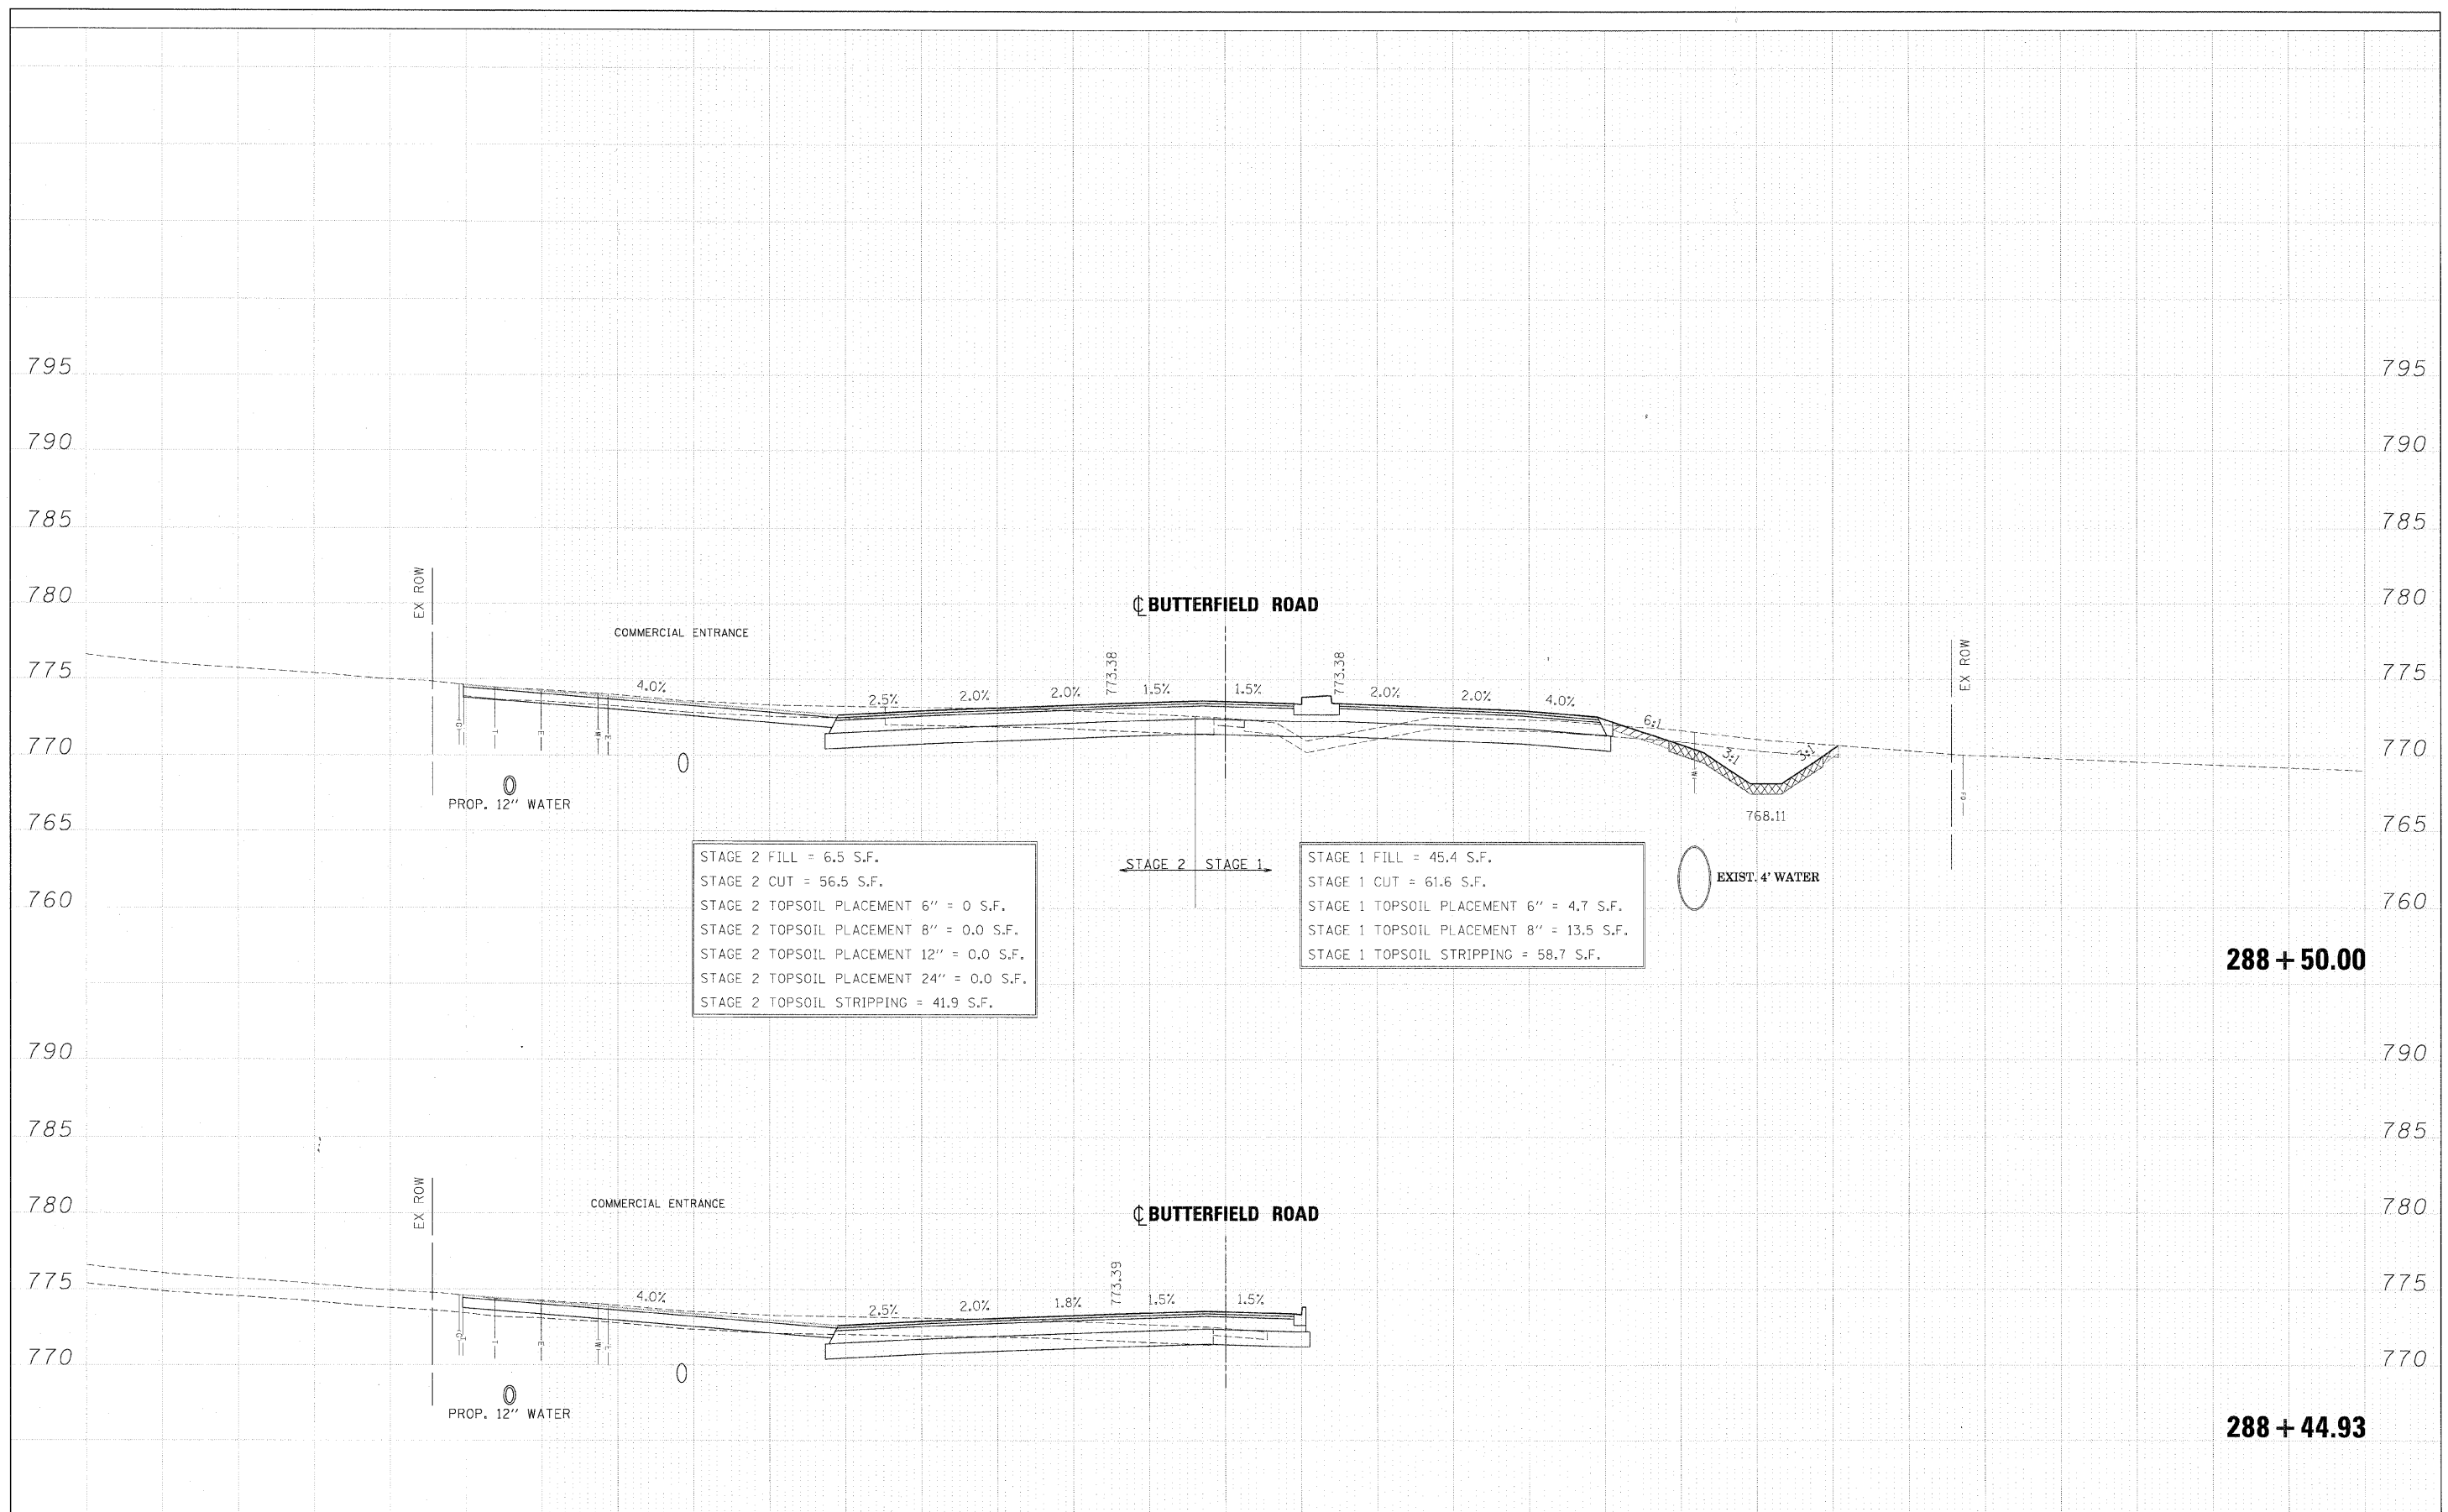 795 795
790 790
785 785
EX ROW
780 ℄ BUTTERFIELD ROAD 780
COMMERCIAL ENTRANCE
EX ROW
775 775
4.0% 2.5% 2.0% 2.0% 773.38 1.5% 1.5% 773.38 2.0% 2.0% 4.0% 6:1
G T E W
3:1 3:1
W
FO
770 770
PROP. 12" WATER
768.11
765 765
STAGE 2 FILL = 6.5 S.F.
STAGE 2 CUT = 56.5 S.F.
STAGE 2 TOPSOIL PLACEMENT 6" = 0 S.F.
STAGE 2 TOPSOIL PLACEMENT 8" = 0.0 S.F.
STAGE 2 TOPSOIL PLACEMENT 12" = 0.0 S.F.
STAGE 2 TOPSOIL PLACEMENT 24" = 0.0 S.F.
STAGE 2 TOPSOIL STRIPPING = 41.9 S.F.
STAGE 2 STAGE 1
STAGE 1 FILL = 45.4 S.F.
STAGE 1 CUT = 61.6 S.F.
STAGE 1 TOPSOIL PLACEMENT 6" = 4.7 S.F.
STAGE 1 TOPSOIL PLACEMENT 8" = 13.5 S.F.
STAGE 1 TOPSOIL STRIPPING = 58.7 S.F.
EXIST. 4' WATER
760 760
288+50.00
790 790
785 785
EX ROW
780 ℄ BUTTERFIELD ROAD 780
COMMERCIAL ENTRANCE
775 775
4.0% 2.5% 2.0% 1.8% 773.39 1.5% 1.5%
G T E W
770 770
PROP. 12" WATER
288+44.93